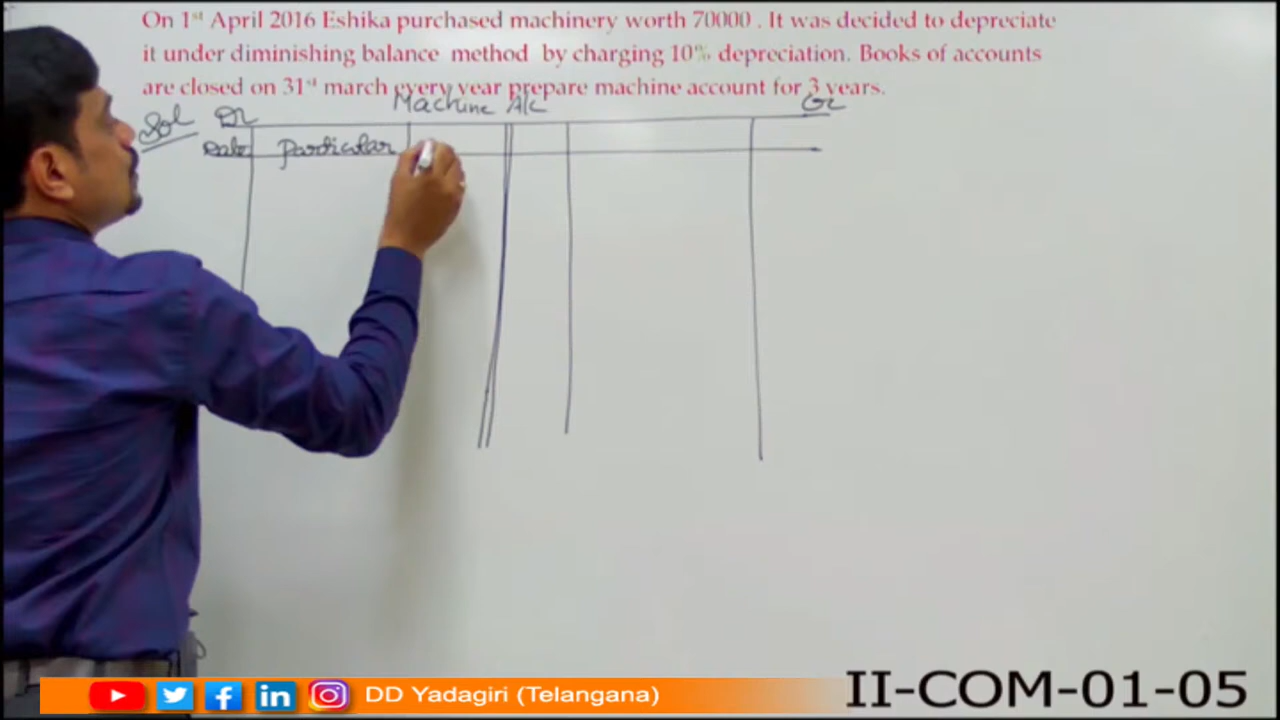 On 1st April 2016 Eshika purchased machinery worth 70000 . It was decided to depreciate
it under diminishing balance method by charging 10% depreciation. Books of accounts
are closed on 31st march every year prepare machine account for 3 years.
Sol Dr Machine A/c Cr
Date Particular
DD Yadagiri (Telangana)
II-COM-01-05